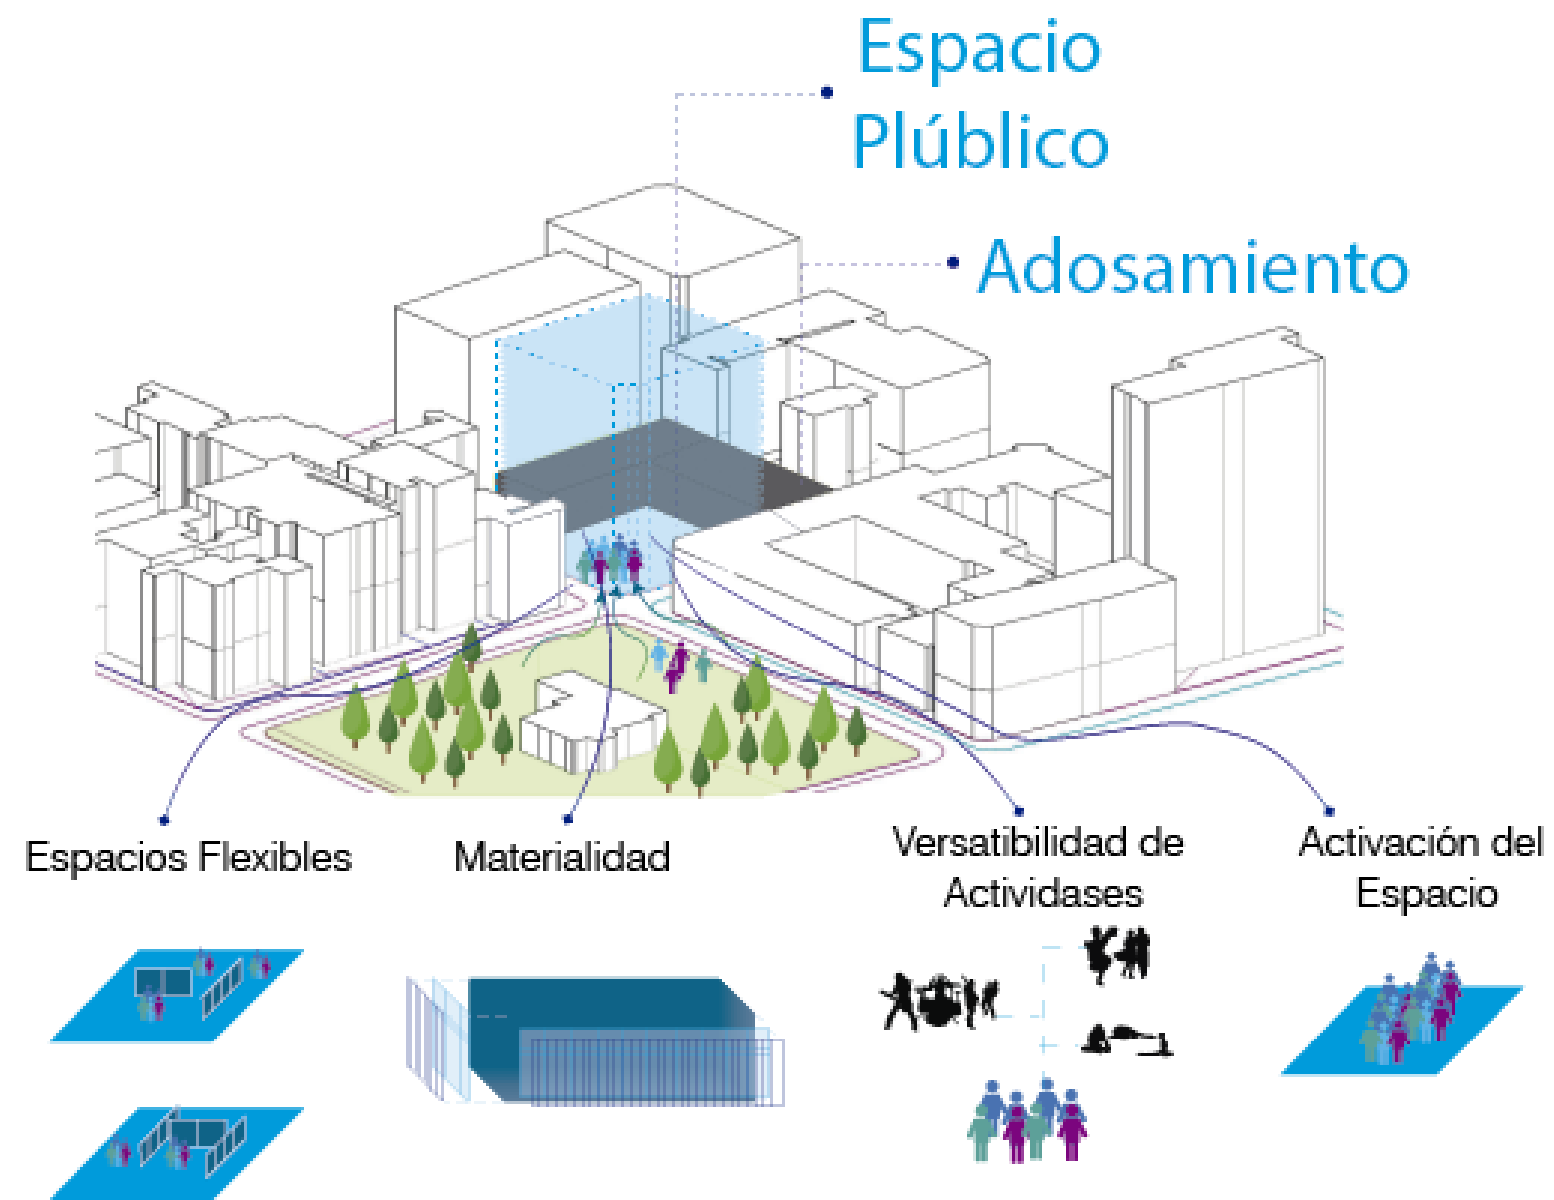 Espacio
Plúblico
Adosamiento
Espacios Flexibles
Materialidad
Versatibilidad de
Actividases
Activación del
Espacio